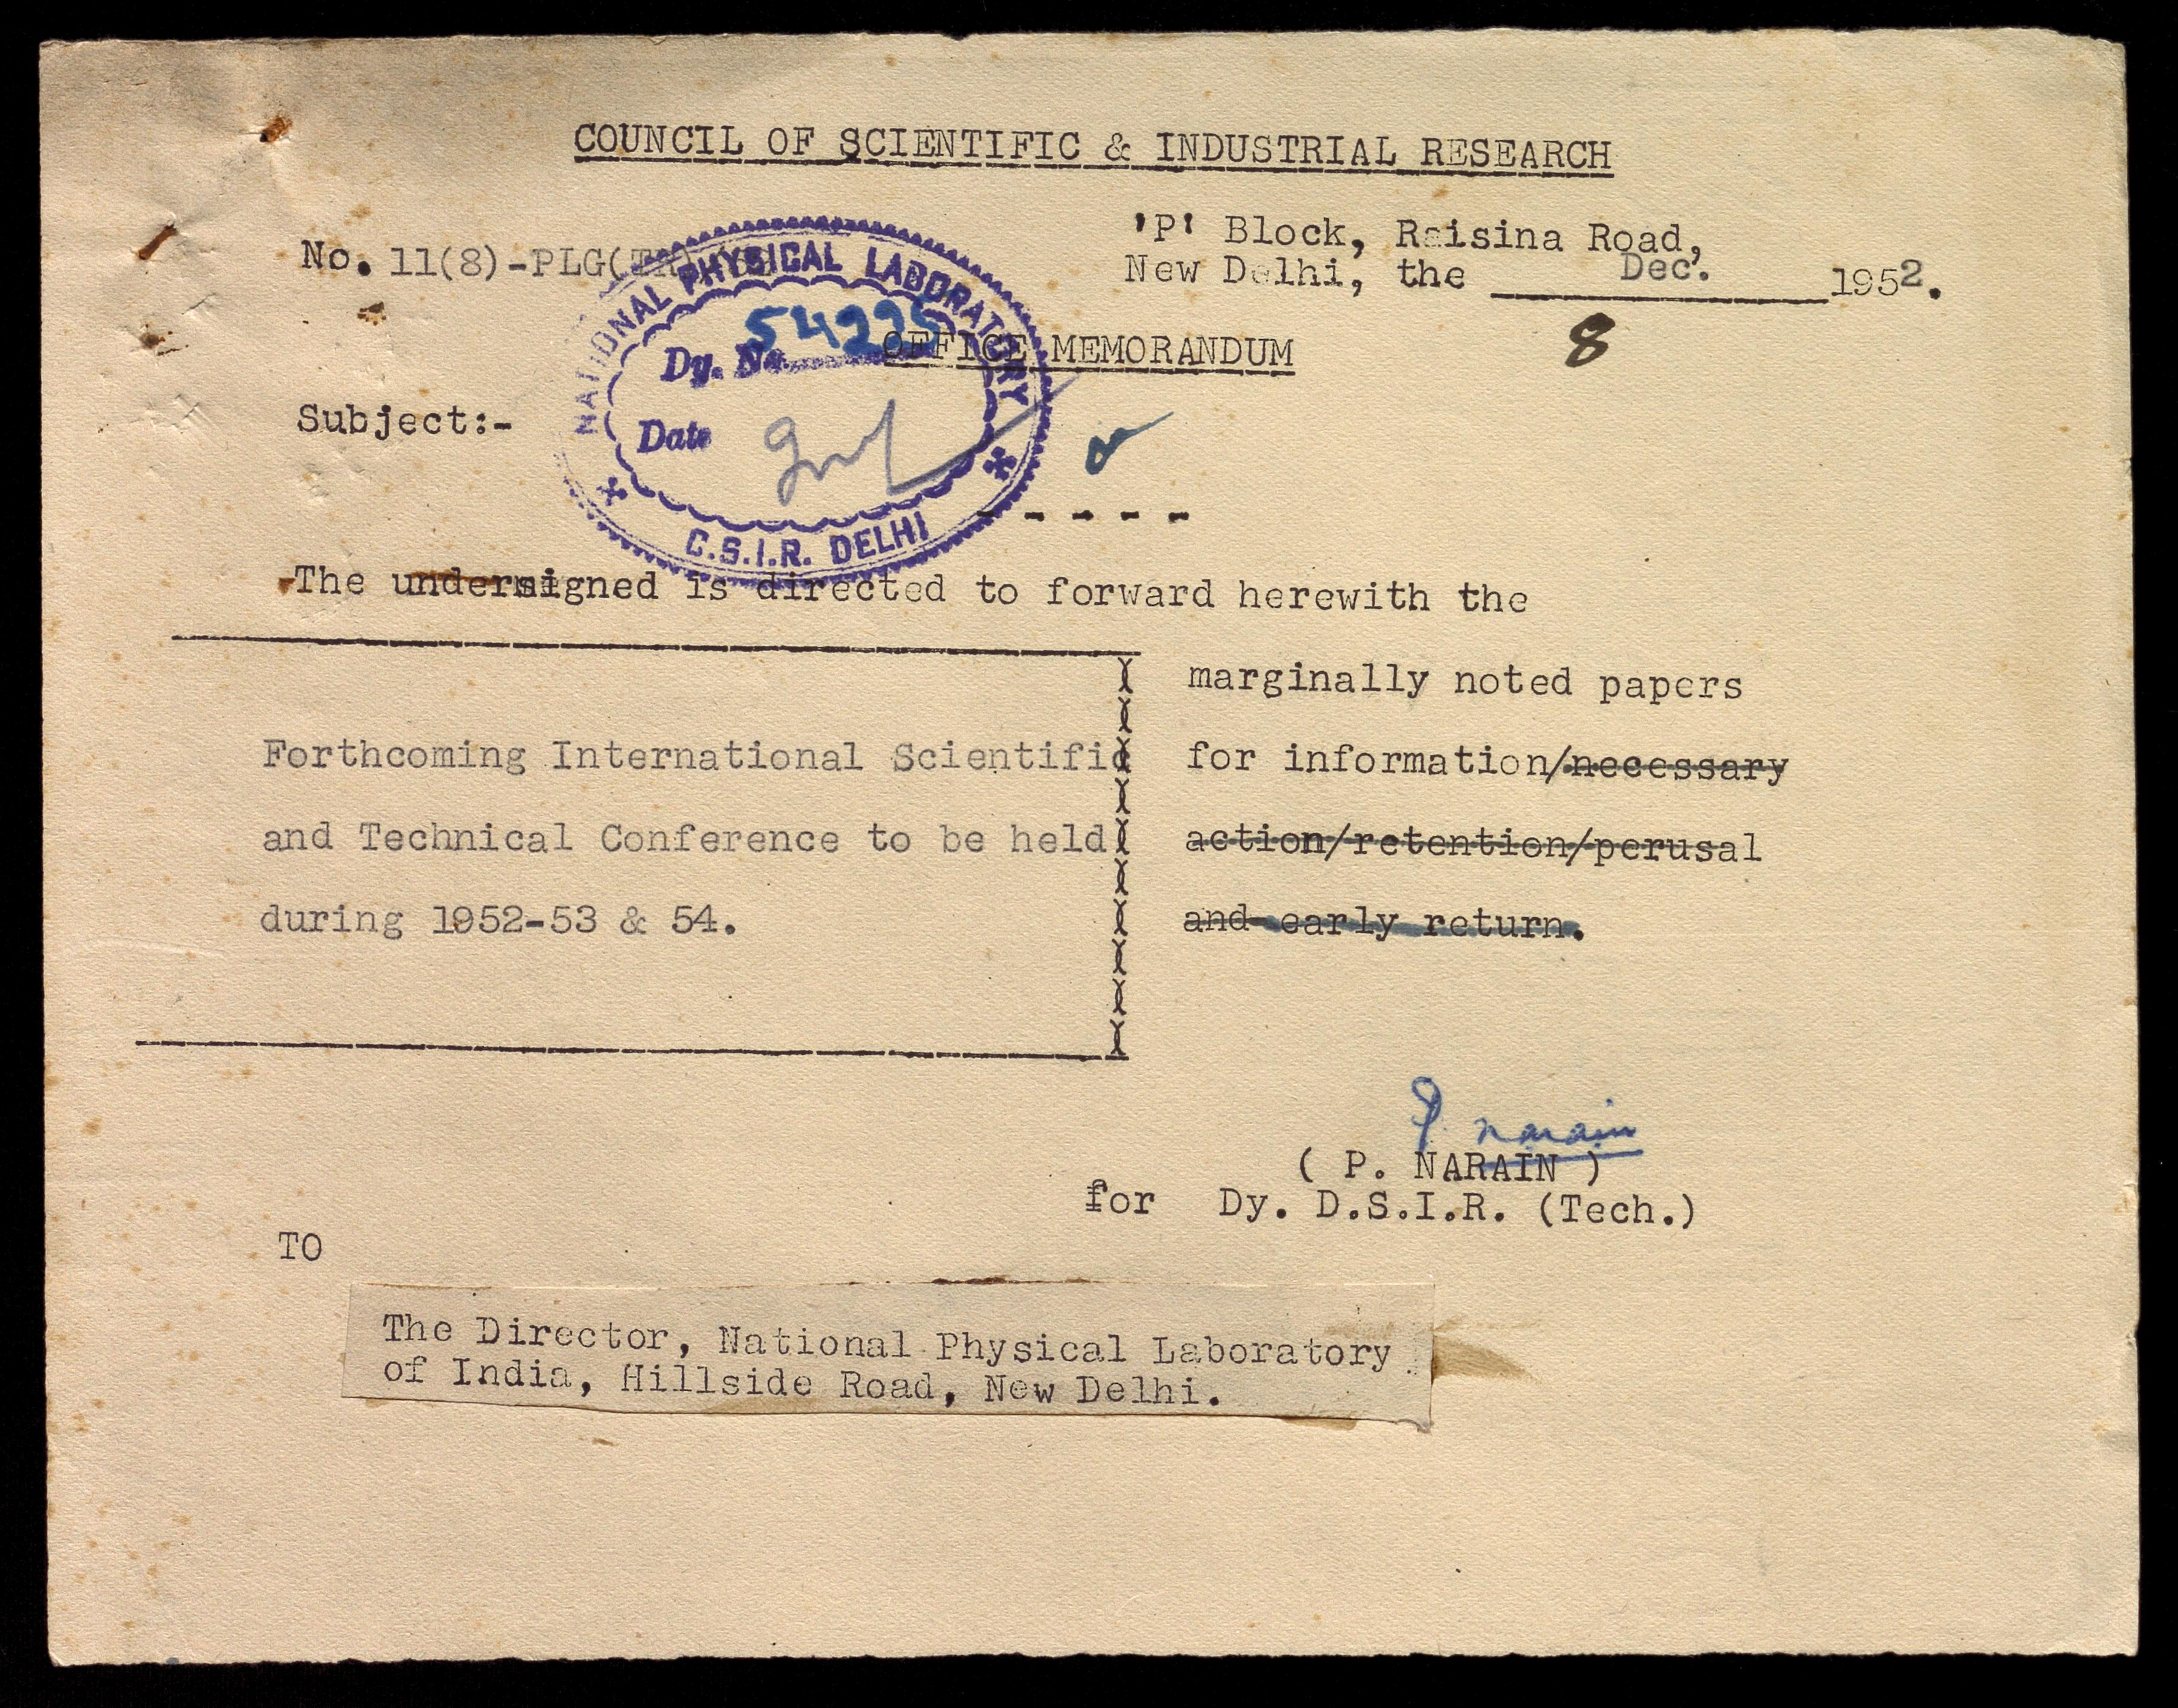 COUNCIL OF SCIENTIFIC & INDUSTRIAL RESEARCH
'P' Block, Raisina Road,
No. 11(8)-PLG(TA)
New Delhi, the Dec. 1952.
8
NATIONAL PHYSICAL LABORATORY
Dy. No.
OFFICE MEMORANDUM
Subject:-
Date
C.S.I.R. DELHI
-----
The undersigned is directed to forward herewith the
marginally noted papers
Forthcoming International Scientific
for information/necessary
and Technical Conference to be held
action/retention/perusal
during 1952-53 & 54.
and early return.
P. Narain
( P. NARAIN )
for Dy. D.S.I.R. (Tech.)
TO
The Director, National Physical Laboratory
of India, Hillside Road, New Delhi.